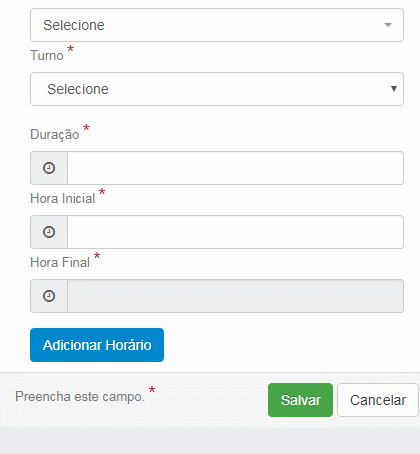 Selecione
Turno *
Selecione
Duração *
Hora Inicial *
Hora Final *
Adicionar Horário
Preencha este campo. *
Salvar Cancelar